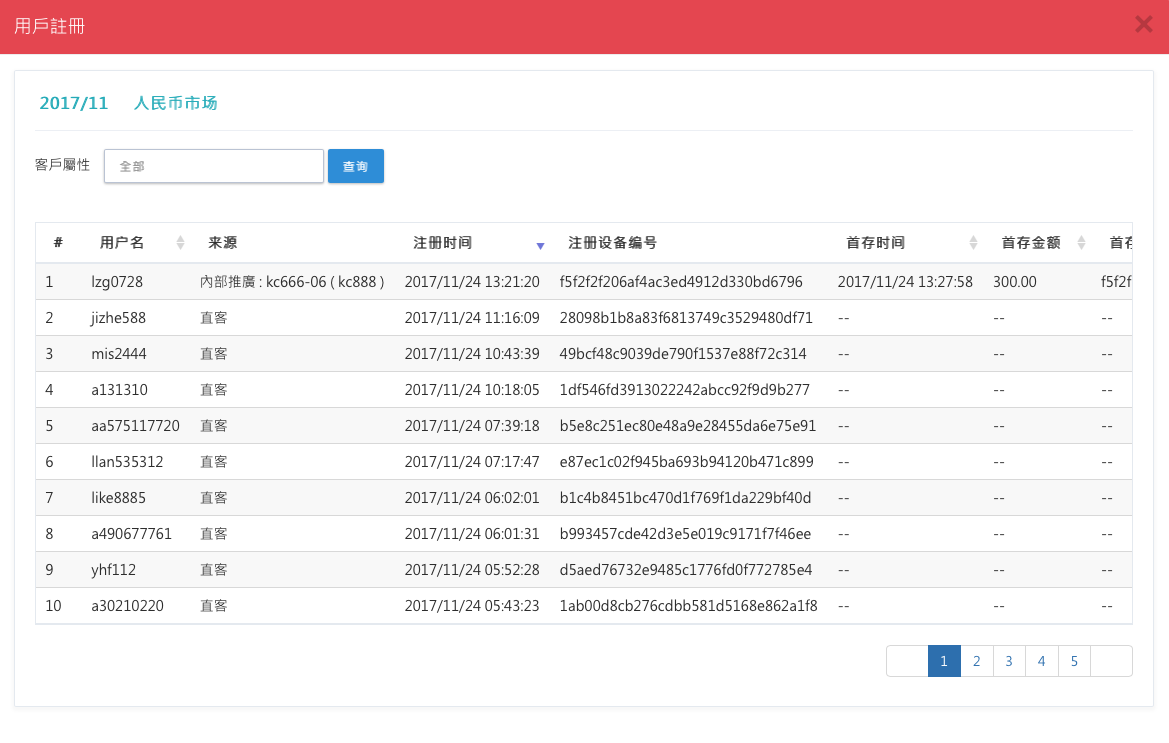 用戶註冊
2017/11 人民币市场
客戶屬性 全部 查询
# 用户名 来源 注册时间 注册设备编号 首存时间 首存金额 首存
1 lzg0728 內部推廣 : kc666-06 ( kc888 ) 2017/11/24 13:21:20 f5f2f2f206af4ac3ed4912d330bd6796 2017/11/24 13:27:58 300.00 f5f2f
2 jizhe588 直客 2017/11/24 11:16:09 28098b1b8a83f6813749c3529480df71 -- -- --
3 mis2444 直客 2017/11/24 10:43:39 49bcf48c9039de790f1537e88f72c314 -- -- --
4 a131310 直客 2017/11/24 10:18:05 1df546fd3913022242abcc92f9d9b277 -- -- --
5 aa575117720 直客 2017/11/24 07:39:18 b5e8c251ec80e48a9e28455da6e75e91 -- -- --
6 llan535312 直客 2017/11/24 07:17:47 e87ec1c02f945ba693b94120b471c899 -- -- --
7 like8885 直客 2017/11/24 06:02:01 b1c4b8451bc470d1f769f1da229bf40d -- -- --
8 a490677761 直客 2017/11/24 06:01:31 b993457cde42d3e5e019c9171f7f46ee -- -- --
9 yhf112 直客 2017/11/24 05:52:28 d5aed76732e9485c1776fd0f772785e4 -- -- --
10 a30210220 直客 2017/11/24 05:43:23 1ab00d8cb276cdbb581d5168e862a1f8 -- -- --
1 2 3 4 5